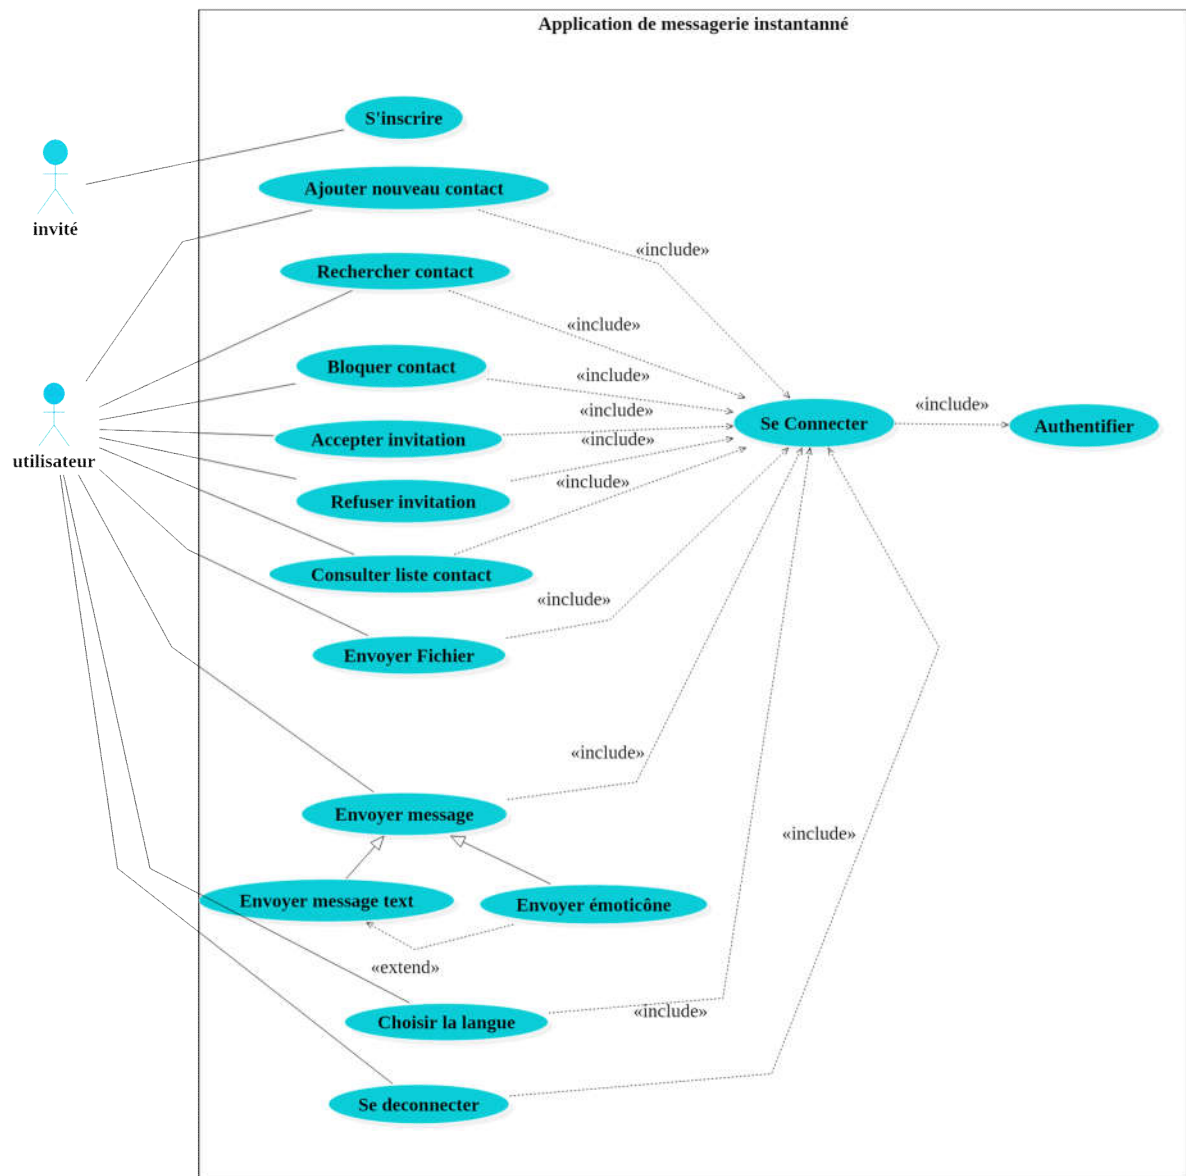 Application de messagerie instantanné
S'inscrire
Ajouter nouveau contact
invité
«include»
Rechercher contact
«include»
Bloquer contact
«include»
utilisateur
Accepter invitation
«include»
«include»
Se Connecter
«include»
Authentifier
Refuser invitation
«include»
Consulter liste contact
«include»
Envoyer Fichier
«include»
Envoyer message
«include»
Envoyer message text
Envoyer émoticône
«extend»
Choisir la langue
«include»
Se deconnecter